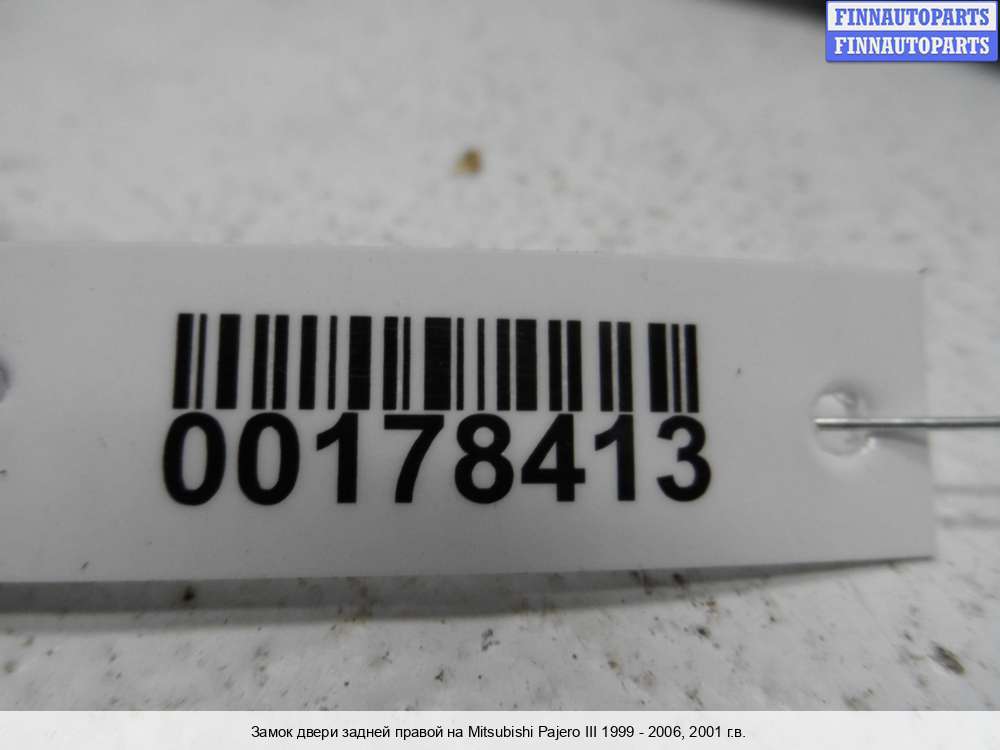 FINNAUTOPARTS
FINNAUTOPARTS
00178413
Замок двери задней правой на Mitsubishi Pajero III 1999 - 2006, 2001 г.в.